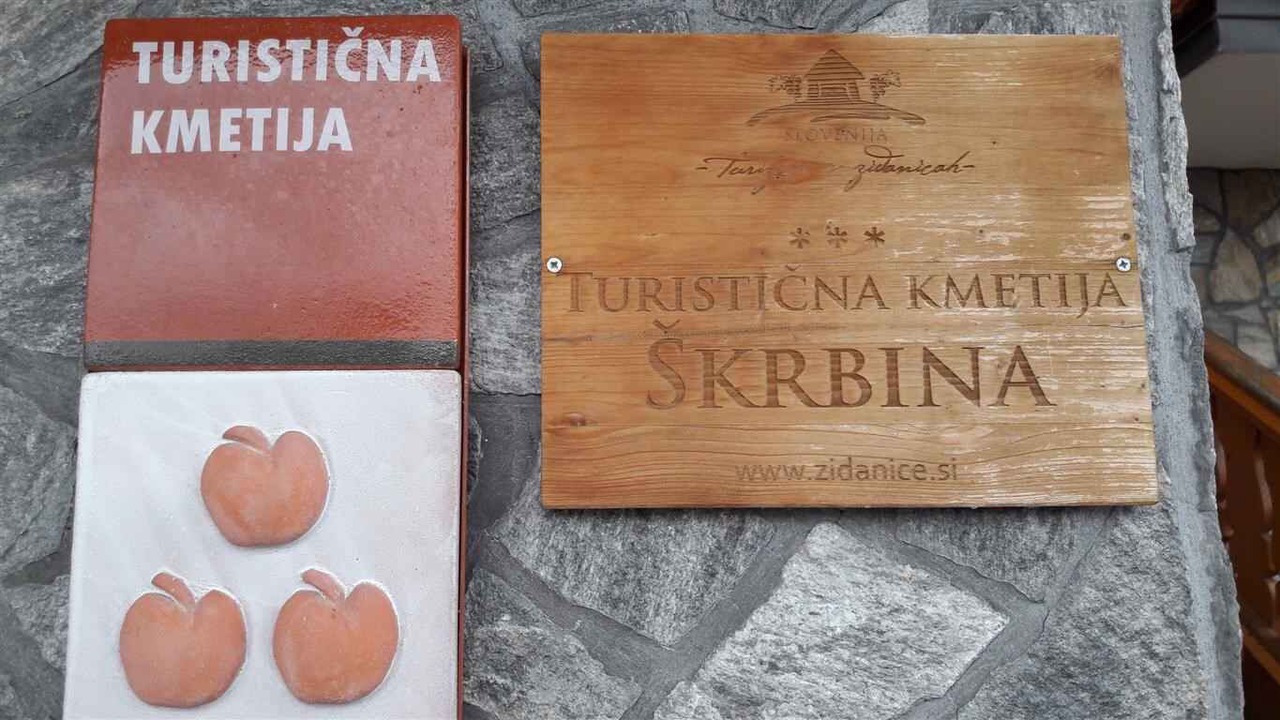 TURISTIČNA
KMETIJA
SLOVENIJA
zidanicah-
* * *
TURISTIČNA KMETIJA
ŠKRBINA
www.zidanice.si